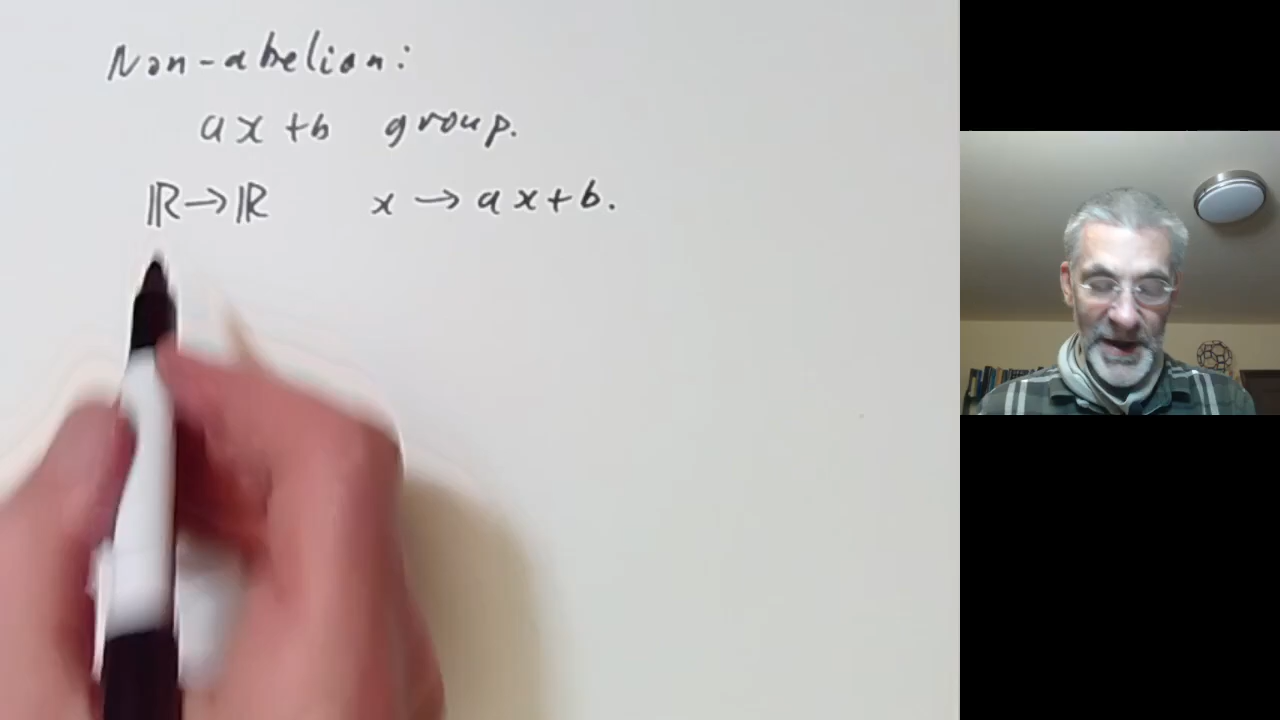 Non-abelian:
ax+b group.
ℝ→ℝ x → ax+b.